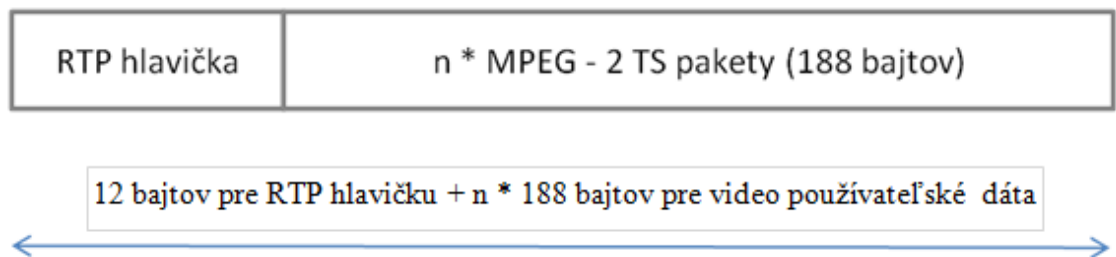 RTP hlavička
n * MPEG - 2 TS pakety (188 bajtov)
12 bajtov pre RTP hlavičku + n * 188 bajtov pre video používateľské dáta